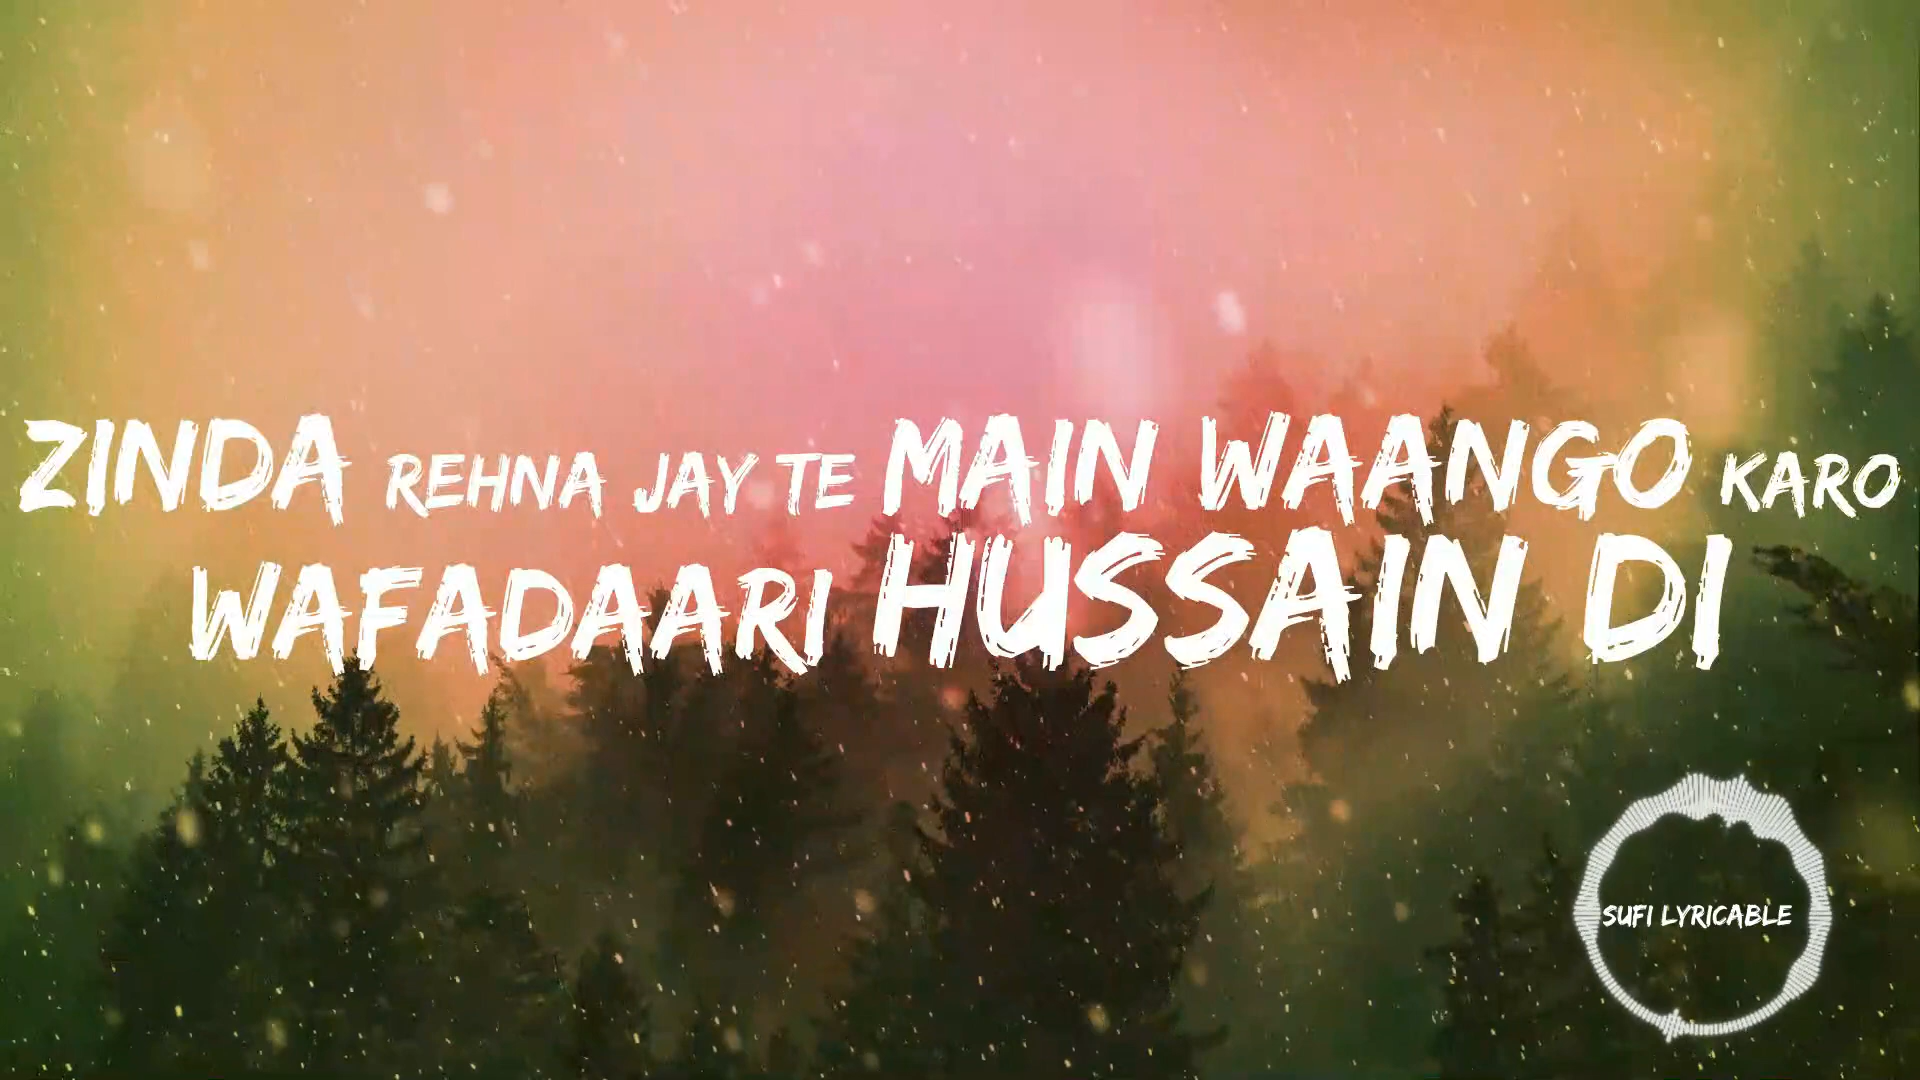 ZINDA REHNA JAY TE MAIN WAANGO KARO
WAFADAARI HUSSAIN DI
SUFI LYRICABLE